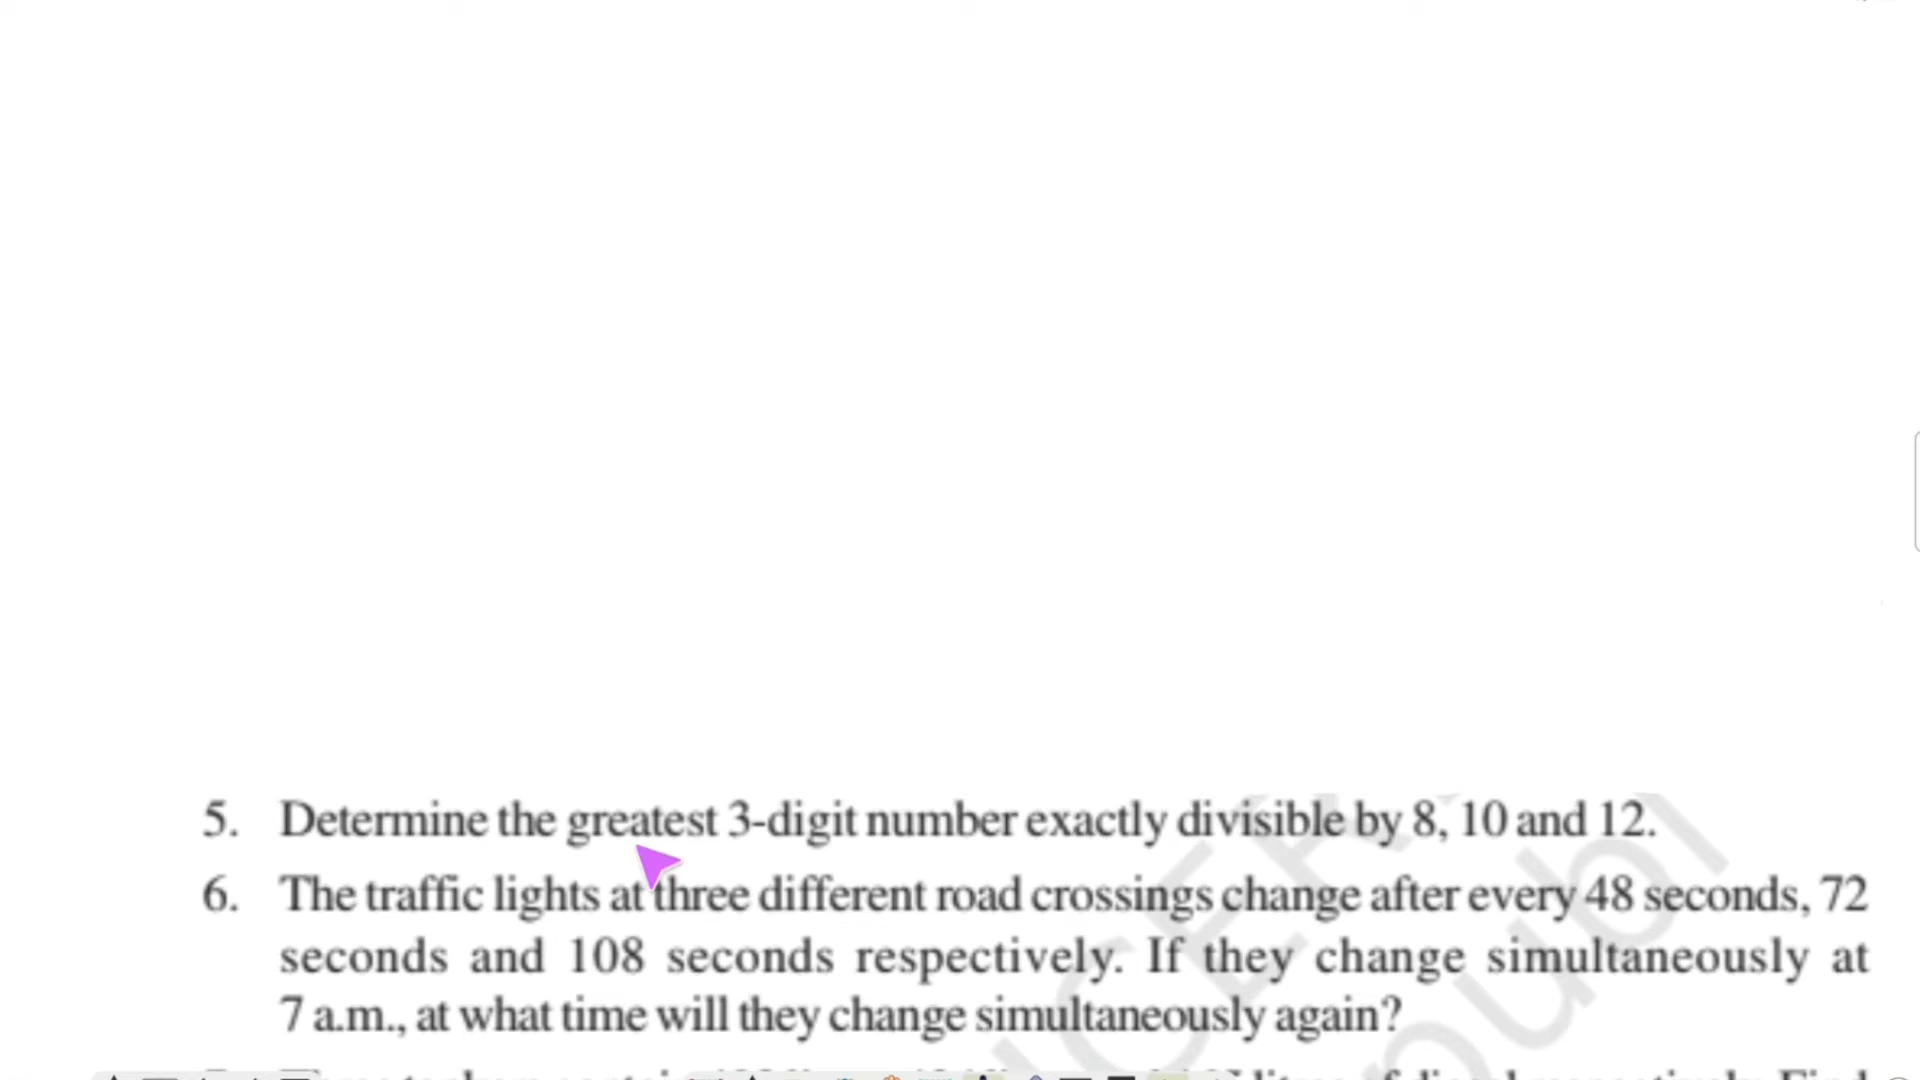 5. Determine the greatest 3-digit number exactly divisible by 8, 10 and 12.
6. The traffic lights at three different road crossings change after every 48 seconds, 72
seconds and 108 seconds respectively. If they change simultaneously at
7 a.m., at what time will they change simultaneously again?